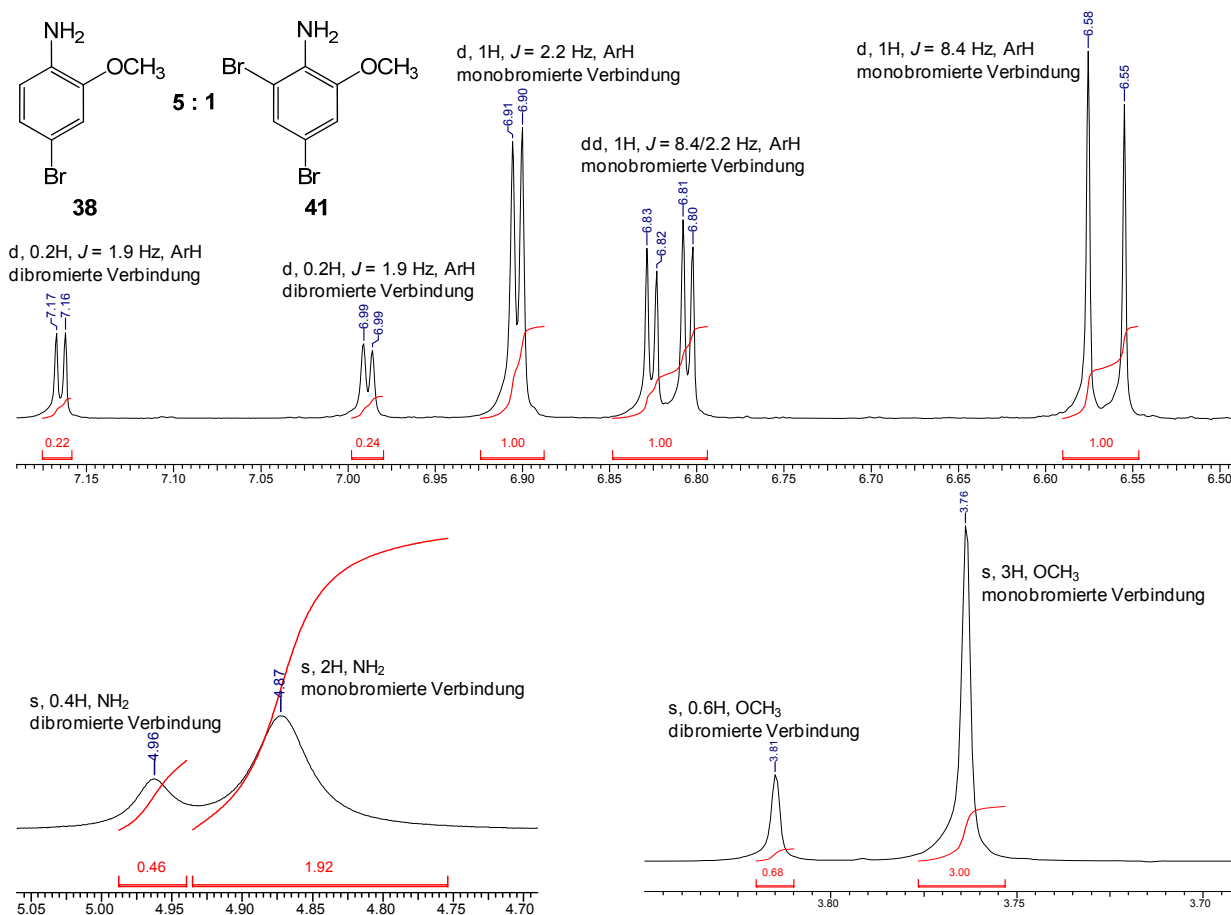 NH2
OCH3
Br
38
5 : 1
NH2
Br
OCH3
Br
41
d, 1H, J = 2.2 Hz, ArH
monobromierte Verbindung
6.91
6.90
dd, 1H, J = 8.4/2.2 Hz, ArH
monobromierte Verbindung
6.83
6.82
6.81
6.80
d, 1H, J = 8.4 Hz, ArH
monobromierte Verbindung
6.58
6.55
d, 0.2H, J = 1.9 Hz, ArH
dibromierte Verbindung
7.17
7.16
d, 0.2H, J = 1.9 Hz, ArH
dibromierte Verbindung
6.99
6.99
0.22 0.24 1.00 1.00 1.00
7.15 7.10 7.05 7.00 6.95 6.90 6.85 6.80 6.75 6.70 6.65 6.60 6.55 6.50
s, 0.4H, NH2
dibromierte Verbindung
4.96
s, 2H, NH2
monobromierte Verbindung
4.87
0.46 1.92
5.05 5.00 4.95 4.90 4.85 4.80 4.75 4.70
s, 0.6H, OCH3
dibromierte Verbindung
3.81
3.76
s, 3H, OCH3
monobromierte Verbindung
0.68 3.00
3.80 3.75 3.70